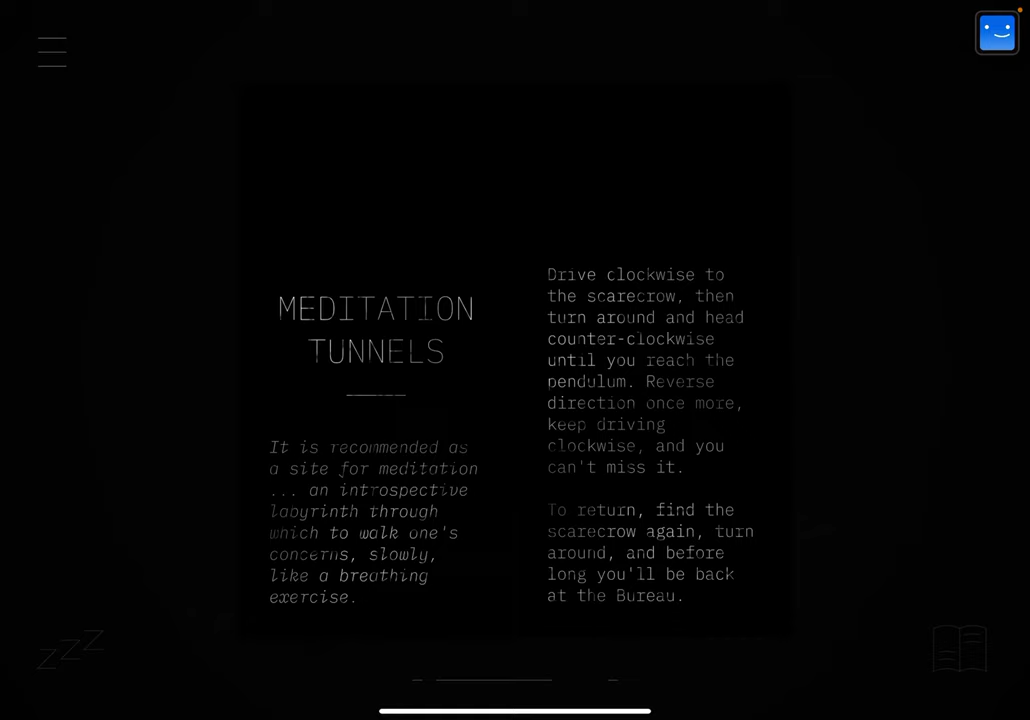 MEDITATION
TUNNELS
It is recommended as
a site for meditation
... an introspective
labyrinth through
which to walk one's
concerns, slowly,
like a breathing
exercise.
Drive clockwise to
the scarecrow, then
turn around and head
counter-clockwise
until you reach the
pendulum. Reverse
direction once more,
keep driving
clockwise, and you
can't miss it.
To return, find the
scarecrow again, turn
around, and before
long you'll be back
at the Bureau.
ZZZ